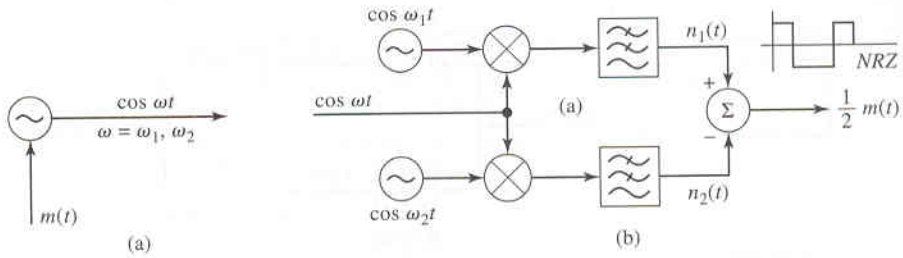 cos ωt
ω = ω₁, ω₂
m(t)
(a)
cos ω₁t
cos ωt
cos ω₂t
(a)
n₁(t)
n₂(t)
+
Σ
−
NRZ
1/2 m(t)
(b)